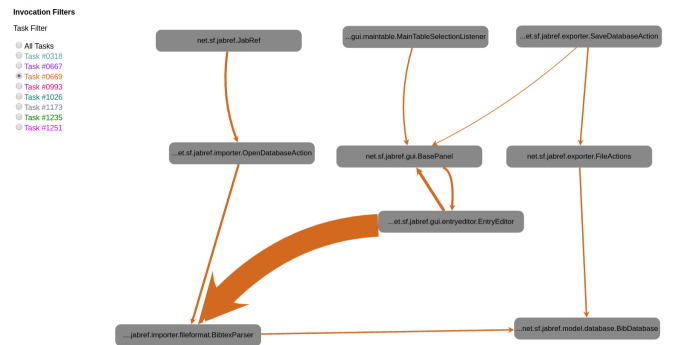 Invocation Filters
Task Filter
All Tasks
Task #0318
Task #0667
Task #0669
Task #0993
Task #1026
Task #1173
Task #1235
Task #1251
net.sf.jabref.JabRef
...gui.maintable.MainTableSelectionListener
...et.sf.jabref.exporter.SaveDatabaseAction
...et.sf.jabref.importer.OpenDatabaseAction
net.sf.jabref.gui.BasePanel
net.sf.jabref.exporter.FileActions
...et.sf.jabref.gui.entryeditor.EntryEditor
...jabref.importer.fileformat.BibtexParser
...net.sf.jabref.model.database.BibDatabase